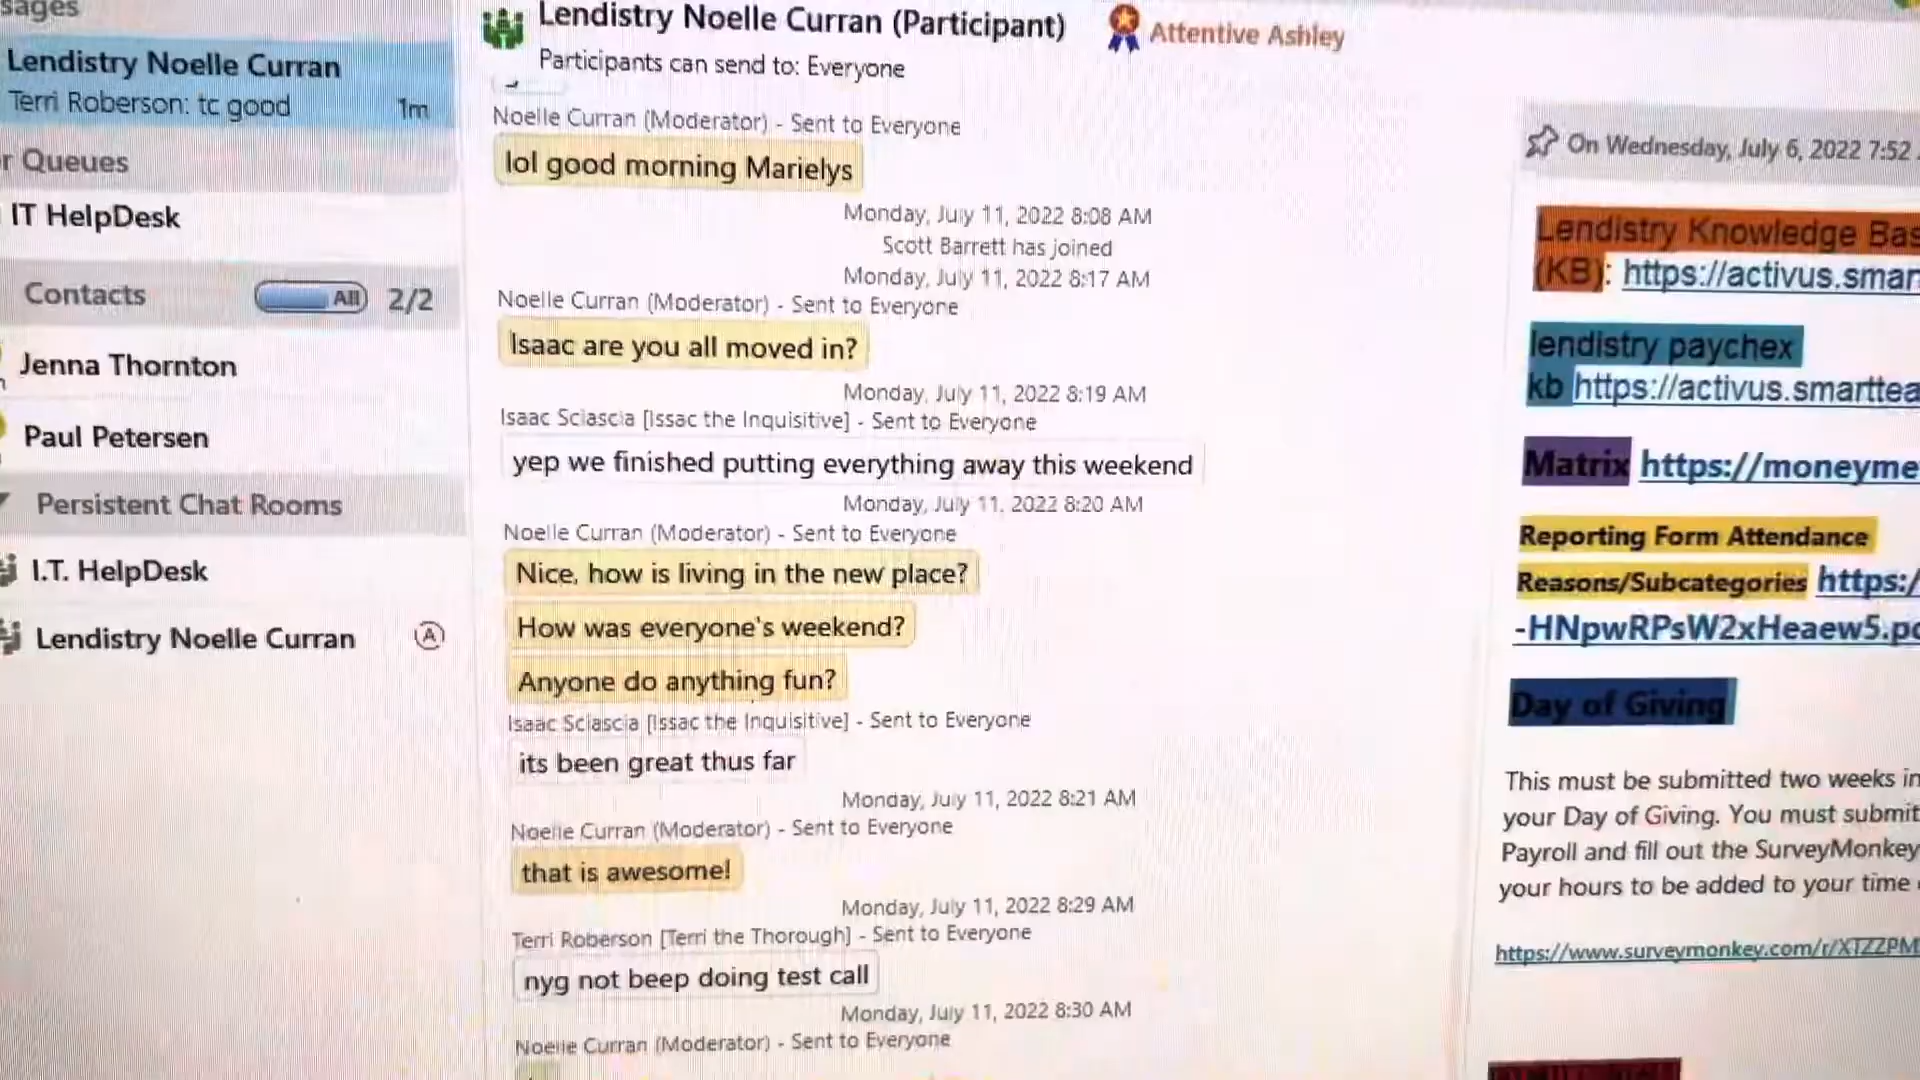 sages
Lendistry Noelle Curran
Terri Roberson: tc good 1m
r Queues
IT HelpDesk
Contacts All 2/2
Jenna Thornton
Paul Petersen
Persistent Chat Rooms
I.T. HelpDesk
Lendistry Noelle Curran A
Lendistry Noelle Curran (Participant) Attentive Ashley
Participants can send to: Everyone
Noelle Curran (Moderator) - Sent to Everyone
lol good morning Marielys
Monday, July 11, 2022 8:08 AM
Scott Barrett has joined
Monday, July 11, 2022 8:17 AM
Noelle Curran (Moderator) - Sent to Everyone
Isaac are you all moved in?
Monday, July 11, 2022 8:19 AM
Isaac Sciascia [Issac the Inquisitive] - Sent to Everyone
yep we finished putting everything away this weekend
Monday, July 11, 2022 8:20 AM
Noelle Curran (Moderator) - Sent to Everyone
Nice, how is living in the new place?
How was everyone's weekend?
Anyone do anything fun?
Isaac Sciascia [Issac the Inquisitive] - Sent to Everyone
its been great thus far
Monday, July 11, 2022 8:21 AM
Noelle Curran (Moderator) - Sent to Everyone
that is awesome!
Monday, July 11, 2022 8:29 AM
Terri Roberson [Terri the Thorough] - Sent to Everyone
nyg not beep doing test call
Monday, July 11, 2022 8:30 AM
Noelle Curran (Moderator) - Sent to Everyone
On Wednesday, July 6, 2022 7:52
Lendistry Knowledge Bas
(KB): https://activus.smar
lendistry paychex
kb https://activus.smarttea
Matrix https://moneyme
Reporting Form Attendance
Reasons/Subcategories https:/
-HNpwRPsW2xHeaew5.p
Day of Giving
This must be submitted two weeks in
your Day of Giving. You must submit
Payroll and fill out the SurveyMonkey
your hours to be added to your time
https://www.surveymonkey.com/r/XTZZPM